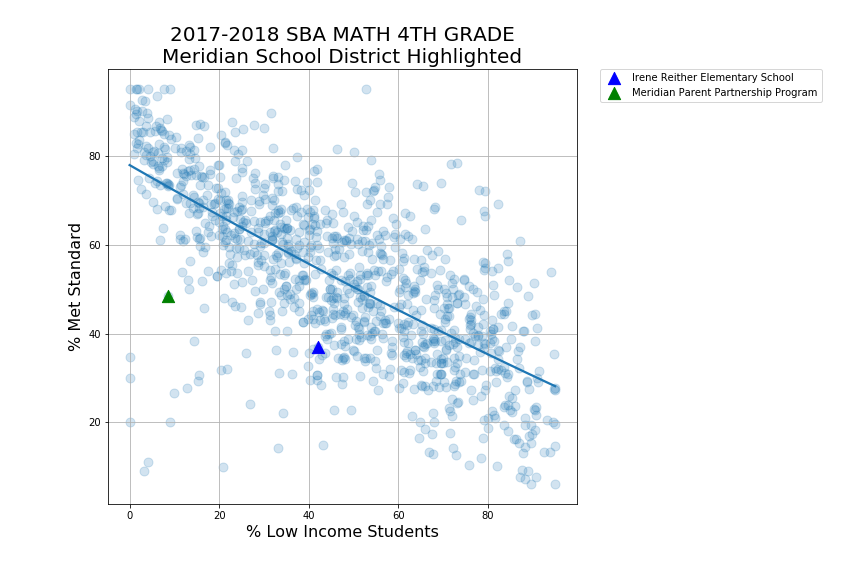 2017-2018 SBA MATH 4TH GRADE
Meridian School District Highlighted
Irene Reither Elementary School
Meridian Parent Partnership Program
% Met Standard
80
60
40
20
0 20 40 60 80
% Low Income Students